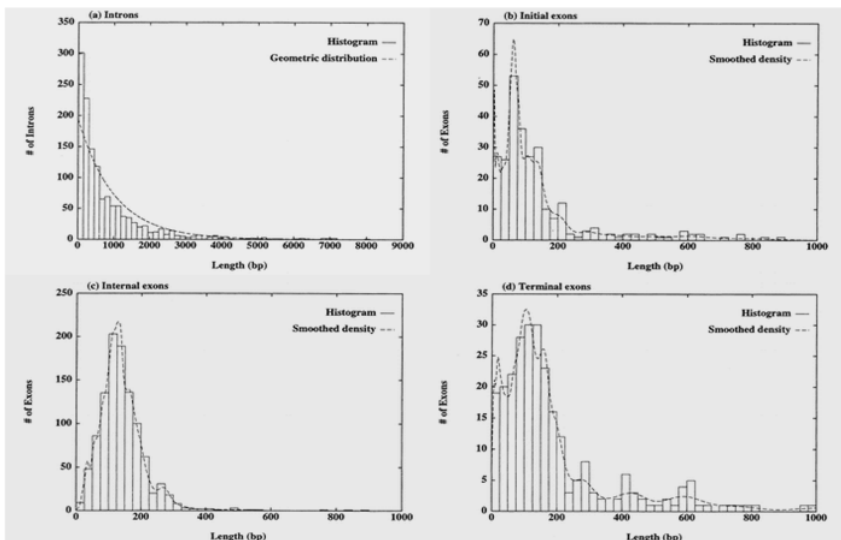 (a) Introns
350
300
250
200
150
100
50
0
# of Introns
Histogram
Geometric distribution
0 1000 2000 3000 4000 5000 6000 7000 8000 9000
Length (bp)
(b) Initial exons
70
60
50
40
30
20
10
0
# of Exons
Histogram
Smoothed density
0 200 400 600 800 1000
Length (bp)
(c) Internal exons
250
200
150
100
50
0
# of Exons
Histogram
Smoothed density
0 200 400 600 800 1000
Length (bp)
(d) Terminal exons
35
30
25
20
15
10
5
0
# of Exons
Histogram
Smoothed density
0 200 400 600 800 1000
Length (bp)